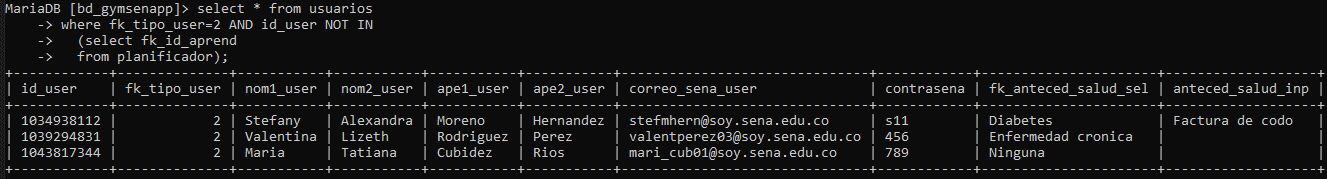 MariaDB [bd_gymsenapp]> select * from usuarios
    -> where fk_tipo_user=2 AND id_user NOT IN
    ->   (select fk_id_aprend
    ->   from planificador);
+------------+--------------+-----------+-----------+-----------+-----------+-----------------------------+------------+----------------------+--------------------+
| id_user    | fk_tipo_user | nom1_user | nom2_user | ape1_user | ape2_user | correo_sena_user            | contrasena | fk_anteced_salud_sel | anteced_salud_inp |
+------------+--------------+-----------+-----------+-----------+-----------+-----------------------------+------------+----------------------+--------------------+
| 1034938112 |            2 | Stefany   | Alexandra | Moreno    | Hernandez | stefmhern@soy.sena.edu.co   | s11        | Diabetes             | Factura de codo    |
| 1039294831 |            2 | Valentina | Lizeth    | Rodriguez | Perez     | valentperez03@soy.sena.edu.co | 456        | Enfermedad cronica   |                    |
| 1043817344 |            2 | Maria     | Tatiana   | Cubidez   | Rios      | mari_cub01@soy.sena.edu.co  | 789        | Ninguna              |                    |
+------------+--------------+-----------+-----------+-----------+-----------+-----------------------------+------------+----------------------+--------------------+